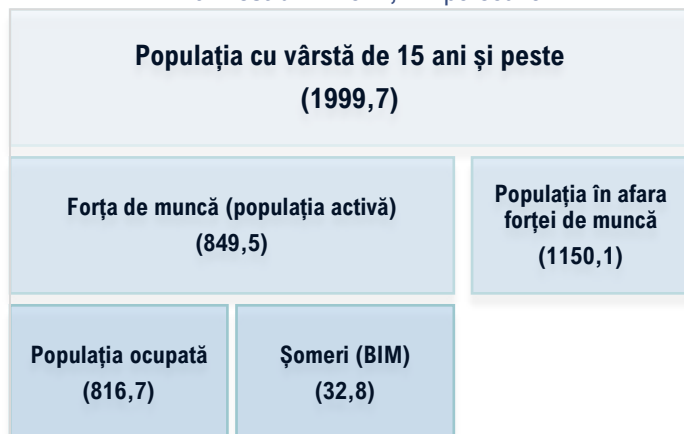 Populația cu vârstă de 15 ani și peste
(1999,7)
Forța de muncă (populația activă)
(849,5)
Populația în afara
forței de muncă
(1150,1)
Populația ocupată
(816,7)
Șomeri (BIM)
(32,8)